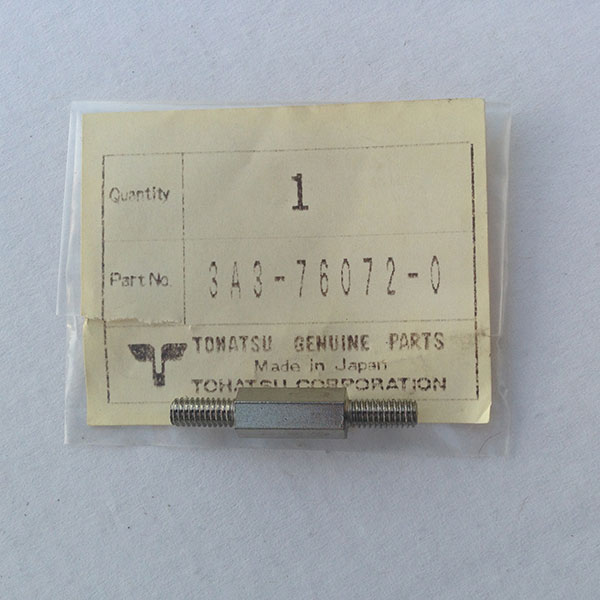 Quantity 1
Part No. 3A3-76072-0
TOHATSU GENUINE PARTS
Made in Japan
TOHATSU CORPORATION